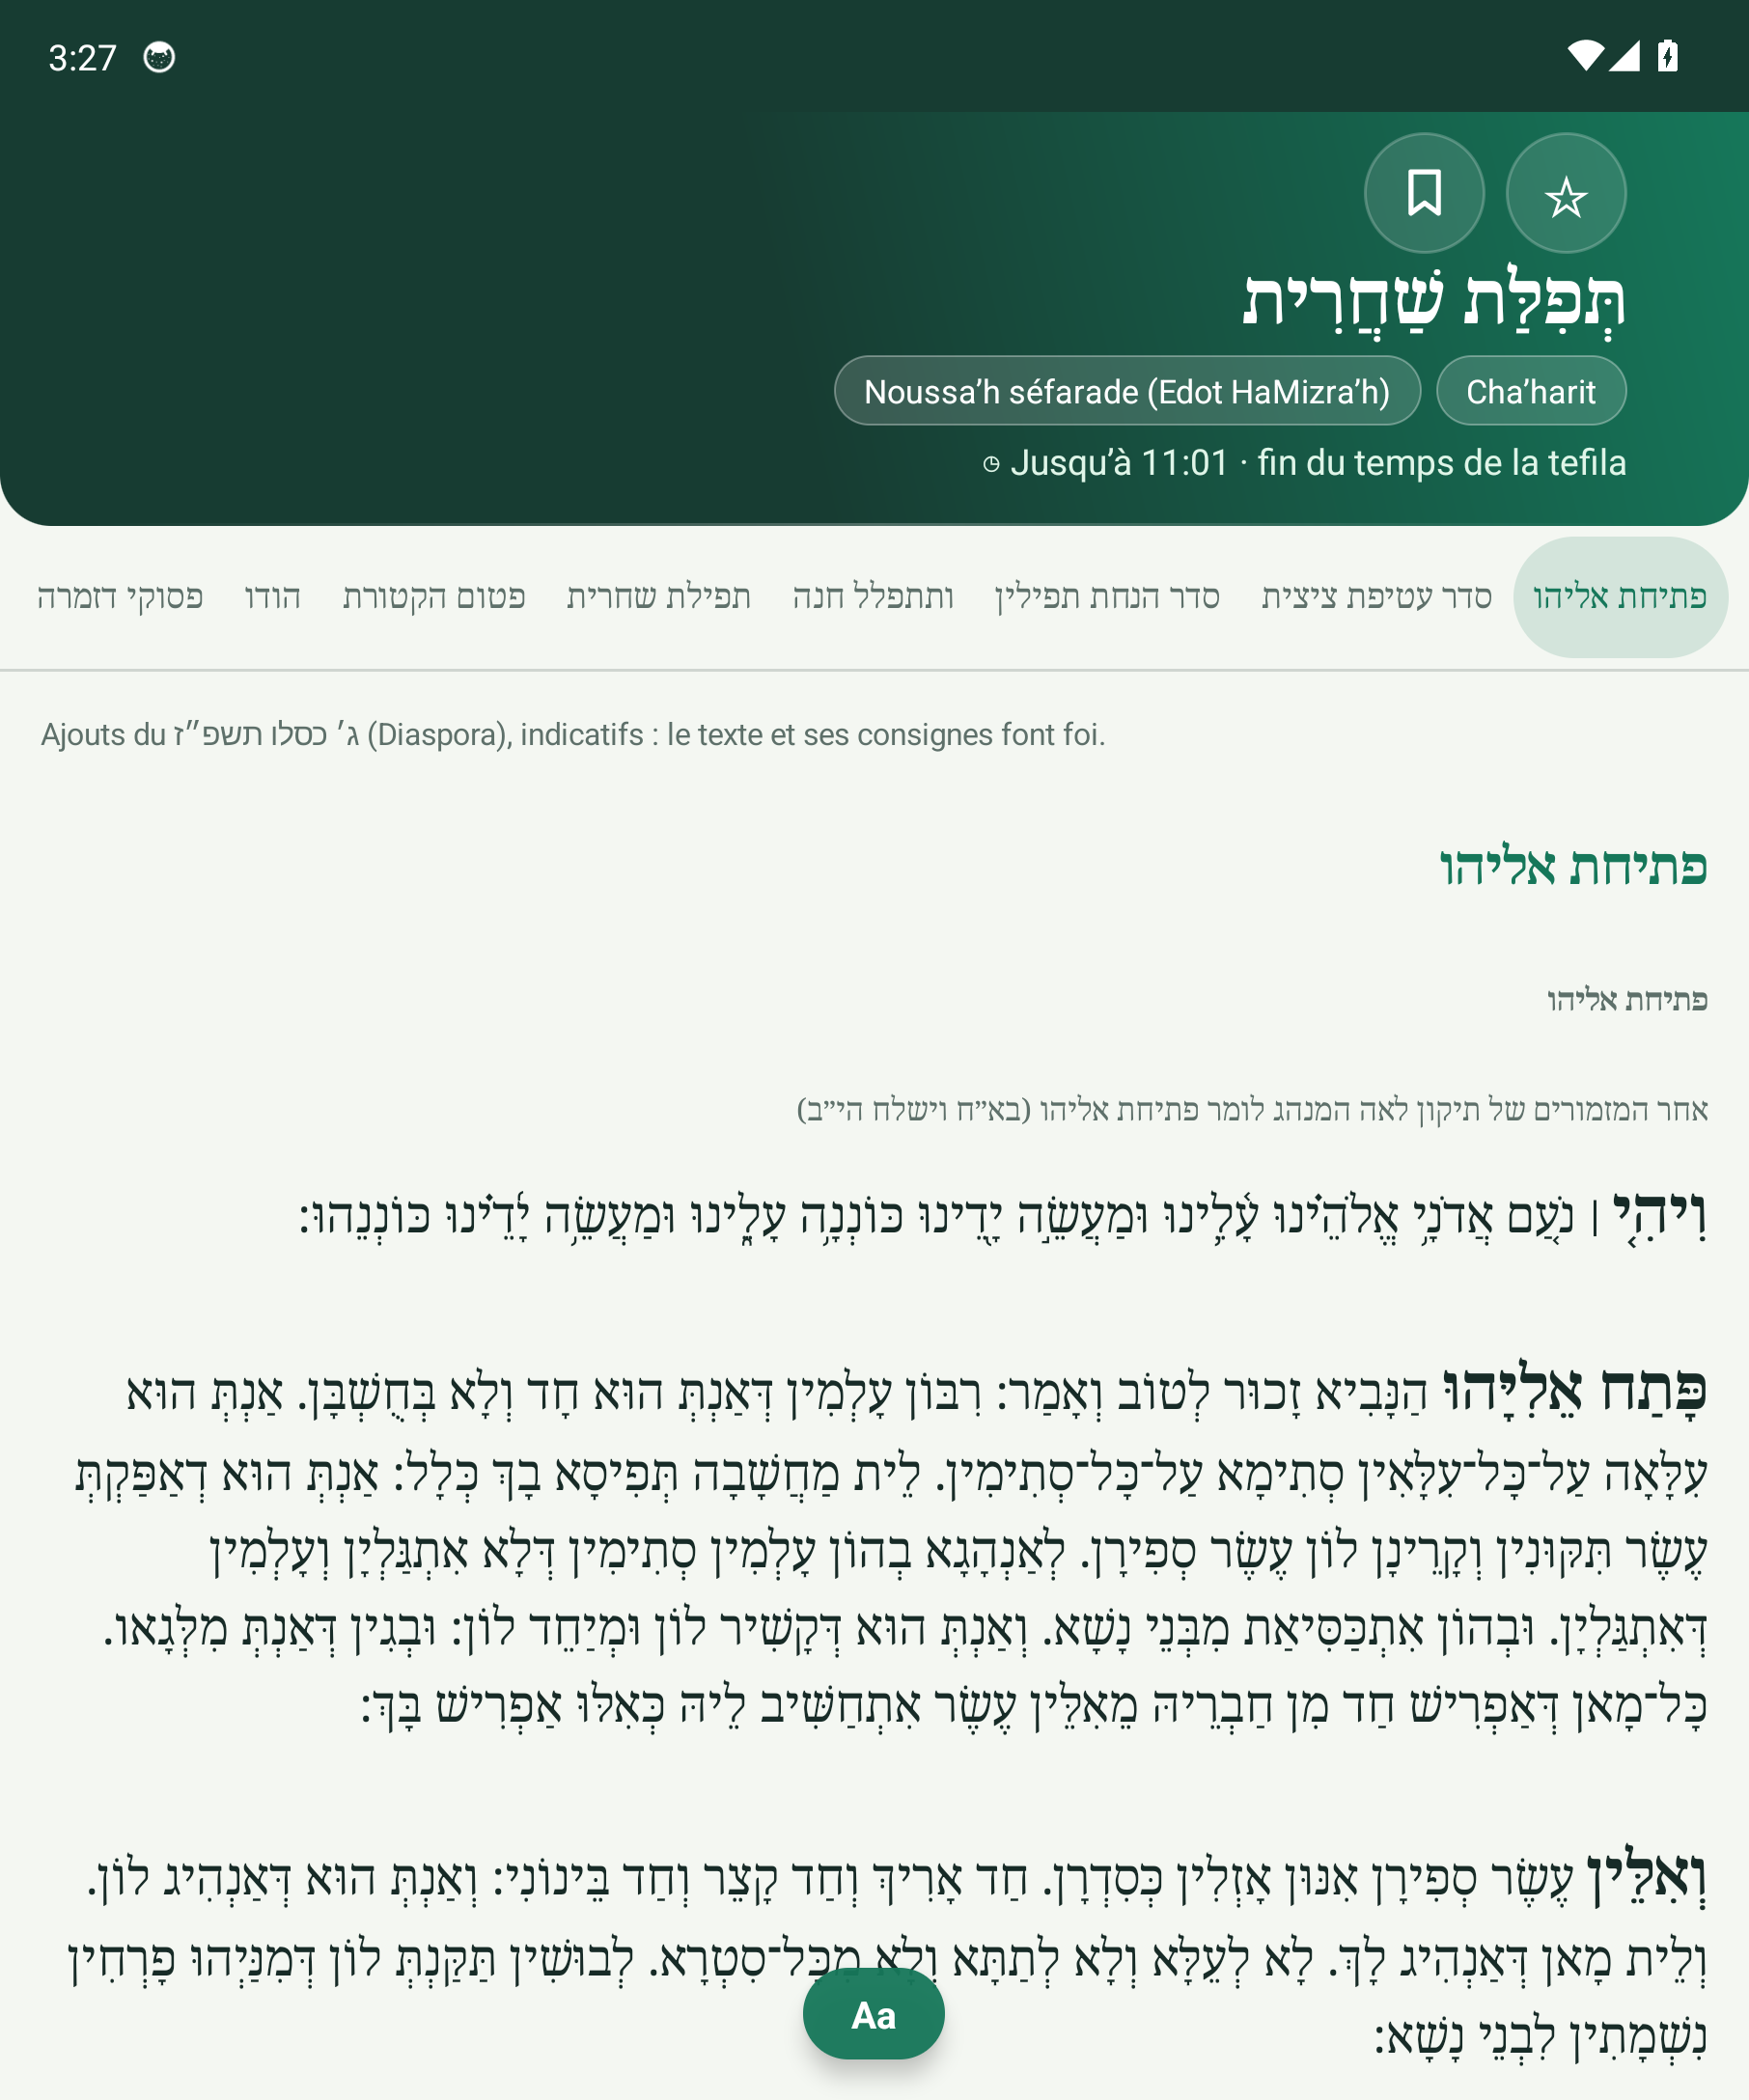 3:27
☆
תְּפִלַּת שַׁחֲרִית
Cha’harit
Noussa’h séfarade (Edot HaMizra’h)
◷ Jusqu’à 11:01 · fin du temps de la tefila
פתיחת אליהו
סדר עטיפת ציצית
סדר הנחת תפילין
ותתפלל חנה
תפילת שחרית
פטום הקטורת
הודו
פסוקי דזמרה
Ajouts du ג׳ כסלו תשפ״ז (Diaspora), indicatifs : le texte et ses consignes font foi.
פתיחת אליהו
פתיחת אליהו
אחר המזמורים של תיקון לאה המנהג לומר פתיחת אליהו (בא״ח וישלח הי״ב)
וִיהִ֤י ׀ נֹ֤עַם אֲדֹנָ֥י אֱלֹהֵ֗ינוּ עָ֫לֵ֥ינוּ וּמַעֲשֵׂ֣ה יָ֭דֵינוּ כּוֹנְנָ֥ה עָלֵ֑ינוּ וּמַעֲשֵׂ֥ה יָ֝דֵ֗ינוּ כּוֹנְנֵֽהוּ:
פָּתַח אֵלִיָּהוּ הַנָּבִיא זָכוּר לְטוֹב וְאָמַר: רִבּוֹן עָלְמִין דְּאַנְתְּ הוּא חָד וְלָא בְּחֻשְׁבָּן. אַנְתְּ הוּא
עִלָּאָה עַל־כָּל־עִלָּאִין סְתִימָא עַל־כָּל־סְתִימִין. לֵית מַחֲשָׁבָה תְּפִיסָא בָךְ כְּלָל: אַנְתְּ הוּא דְאַפַּקְתְּ
עֶשֶׂר תִּקּוּנִין וְקָרֵינָן לוֹן עֶשֶׂר סְפִירָן. לְאַנְהָגָא בְהוֹן עָלְמִין סְתִימִין דְּלָא אִתְגַּלְיָן וְעָלְמִין
דְּאִתְגַּלְיָן. וּבְהוֹן אִתְכַּסִּיאַת מִבְּנֵי נָשָׁא. וְאַנְתְּ הוּא דְּקָשִׁיר לוֹן וּמְיַחֵד לוֹן: וּבְגִין דְּאַנְתְּ מִלְּגָאו.
כָּל־מָאן דְּאַפְרִישׁ חַד מִן חַבְרֵיהּ מֵאִלֵּין עֶשֶׂר אִתְחַשִּׁיב לֵיהּ כְּאִלּוּ אַפְרִישׁ בָּךְ:
וְאִלֵּין עֶשֶׂר סְפִירָן אִנּוּן אָזְלִין כְּסִדְרָן. חַד אָרִיךְ וְחַד קָצֵר וְחַד בֵּינוֹנִי: וְאַנְתְּ הוּא דְּאַנְהִיג לוֹן.
וְלֵית מָאן דְּאַנְהִיג לָךְ. לָא לְעֵלָּא וְלָא לְתַתָּא וְלָא מִכָּל־סִטְרָא. לְבוּשִׁין תַּקַּנְתְּ לוֹן דְּמִנַּיְהוּ פָּרְחִין
נִשְׁמָתִין לִבְנֵי נָשָׁא:
Aa